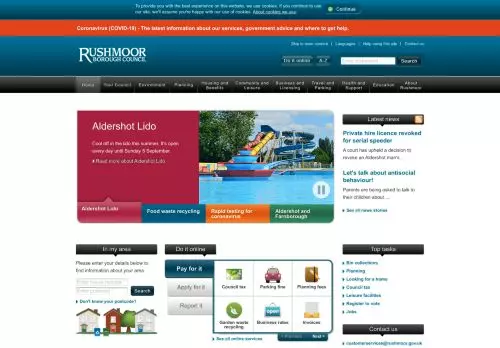 To provide you with the best experience on this website, we use cookies. If you continue to
use our site, we'll assume you're happy with our use of cookies. About cookies we use.
Continue
Coronavirus (COVID-19) - The latest information about our services, government advice and where to get help.
RUSHMOOR
BOROUGH COUNCIL
Skip to main content | Languages | Help using this site | Contact us
Do it online
A-Z
Search
Home
Your Council
Environment
Planning
Housing and
Benefits
Community and
Leisure
Business and
Licensing
Travel and
Parking
Health and
Support
Education
About
Rushmoor
Aldershot Lido
Cool off in the lido this summer. It's open
every day until Sunday 5 September.
Read more about Aldershot Lido
Aldershot Lido
Food waste recycling
Rapid testing for
coronavirus
Aldershot and
Farnborough
Latest news
Private hire licence revoked
for serial speeder
A court has upheld a decision to
revoke an Aldershot man's ...
Let's talk about antisocial
behaviour!
Parents are being asked to talk to
their children about ...
See all news stories
In my area
Please enter your details below to
find information about your area
Search
Don't know your postcode?
Do it online
Pay for it
Apply for it
Report it
Council tax
Parking fine
Planning fees
Garden waste
recycling
open
Business rates
Invoices
See all online services
< Previous
Next >
Top tasks
Bin collections
Planning
Looking for a home
Council tax
Leisure facilities
Register to vote
Jobs
Contact us
customerservices@rushmoor.gov.uk